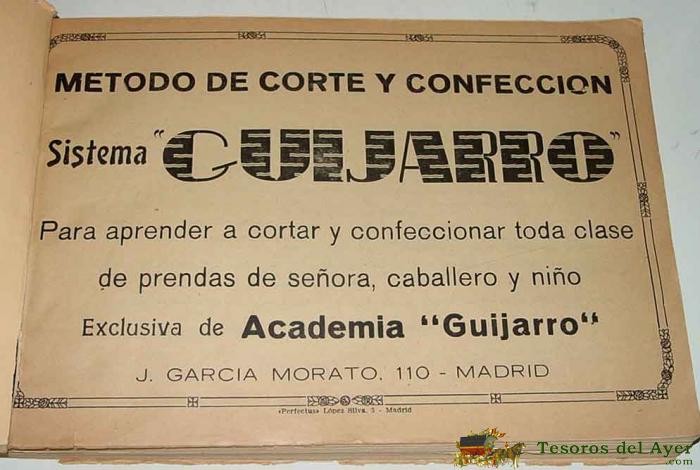 METODO DE CORTE Y CONFECCION
Sistema "GUIJARRO"
Para aprender a cortar y confeccionar toda clase
de prendas de señora, caballero y niño
Exclusiva de Academia "Guijarro"
J. GARCIA MORATO, 110 - MADRID
«Perfectus» López Silva, 3 - Madrid
Tesoros del Ayer
.com